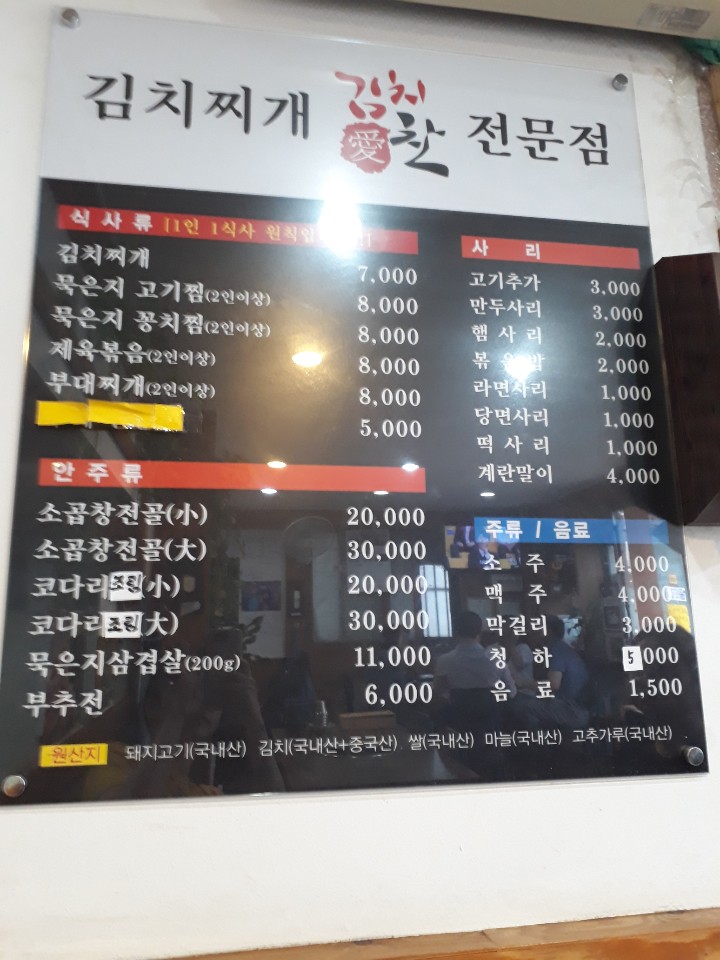 김치찌개 김치 愛 찬 전문점
식사류 [1인 1식사
김치찌개 7,000
묵은지 고기찜(2인이상) 8,000
묵은지 꽁치찜(2인이상) 8,000
제육볶음(2인이상) 8,000
부대찌개(2인이상) 8,000
5,000
안주류
소곱창전골(小) 20,000
소곱창전골(大) 30,000
코다리조림(小) 20,000
코다리조림(大) 30,000
묵은지삼겹살(200g) 11,000
부추전 6,000
사리
고기추가 3,000
만두사리 3,000
햄사리 2,000
볶음밥 2,000
라면사리 1,000
당면사리 1,000
떡사리 1,000
계란말이 4,000
주류 / 음료
소주 4,000
맥주 4,000
막걸리 3,000
청하 5,000
음료 1,500
원산지 돼지고기(국내산) 김치(국내산+중국산) 쌀(국내산) 마늘(국내산) 고추가루(국내산)